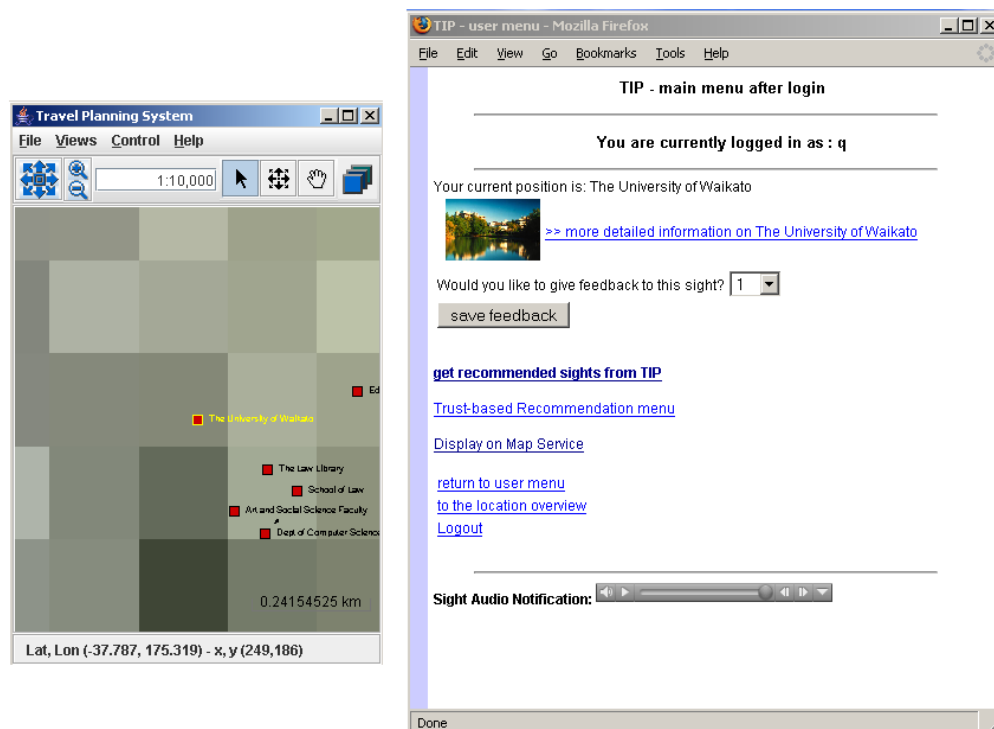 Travel Planning System
File Views Control Help
1:10,000
Ed
The University of Waikato
The Law Library
School of Law
Art and Social Science Faculty
Dept of Computer Science
0.24154525 km
Lat, Lon (-37.787, 175.319) - x, y (249,186)
TIP - user menu - Mozilla Firefox
File Edit View Go Bookmarks Tools Help
TIP - main menu after login
You are currently logged in as : q
Your current position is: The University of Waikato
>> more detailed information on The University of Waikato
Would you like to give feedback to this sight? 1
save feedback
get recommended sights from TIP
Trust-based Recommendation menu
Display on Map Service
return to user menu
to the location overview
Logout
Sight Audio Notification:
Done